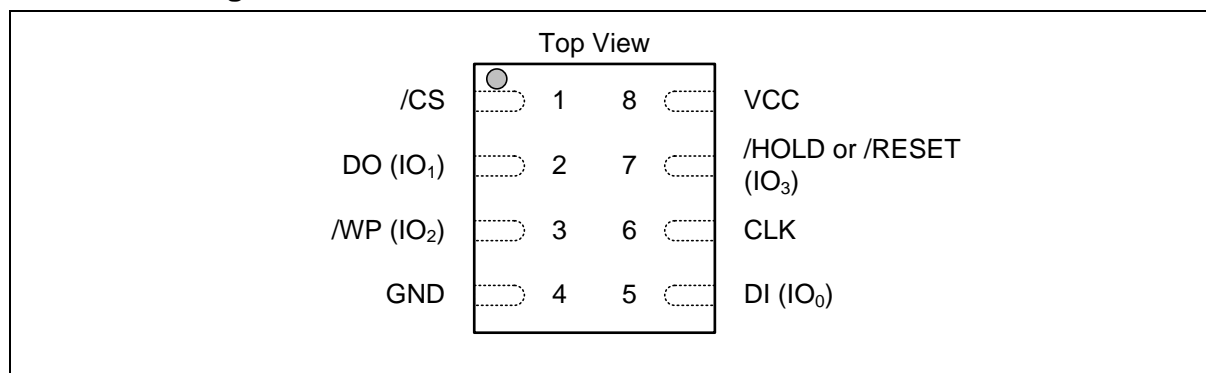 Top View
/CS 1 8 VCC
DO (IO₁) 2 7 /HOLD or /RESET
(IO₃)
/WP (IO₂) 3 6 CLK
GND 4 5 DI (IO₀)